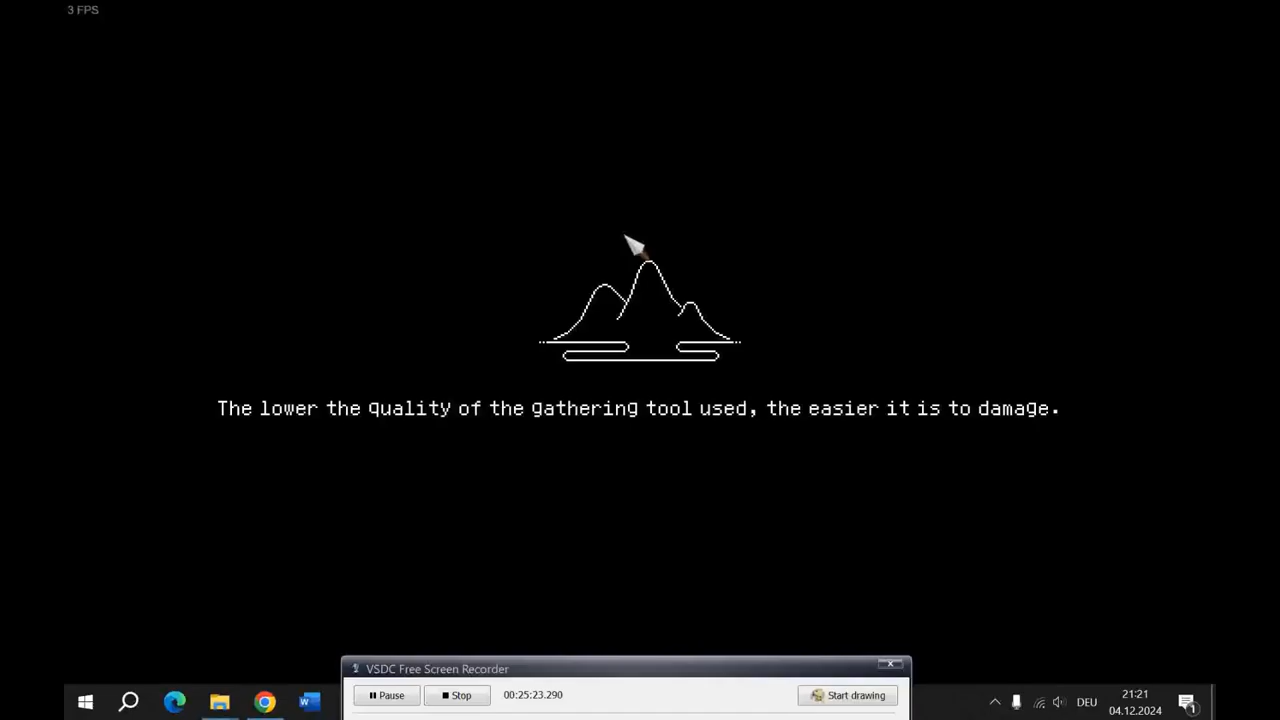 3 FPS
The lower the quality of the gathering tool used, the easier it is to damage.
VSDC Free Screen Recorder
Pause Stop 00:25:23.290 Start drawing
DEU 21:21
04.12.2024
1